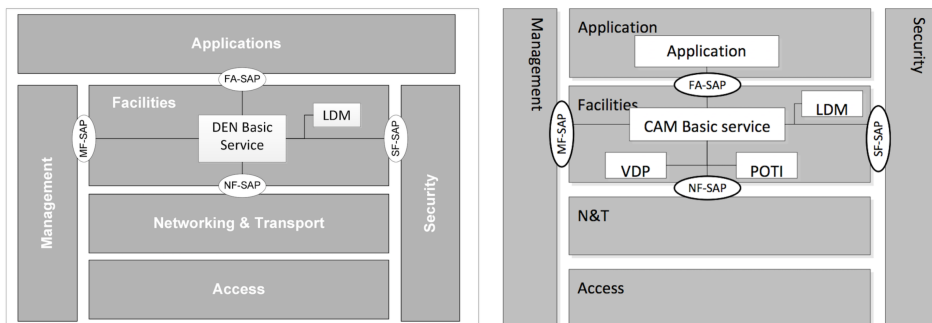 Applications
FA-SAP
Facilities
LDM
DEN Basic
Service
MF-SAP
SF-SAP
NF-SAP
Management
Security
Networking & Transport
Access
Management
Application
Application
Security
FA-SAP
Facilities
LDM
CAM Basic service
MF-SAP
SF-SAP
VDP
POTI
NF-SAP
N&T
Access